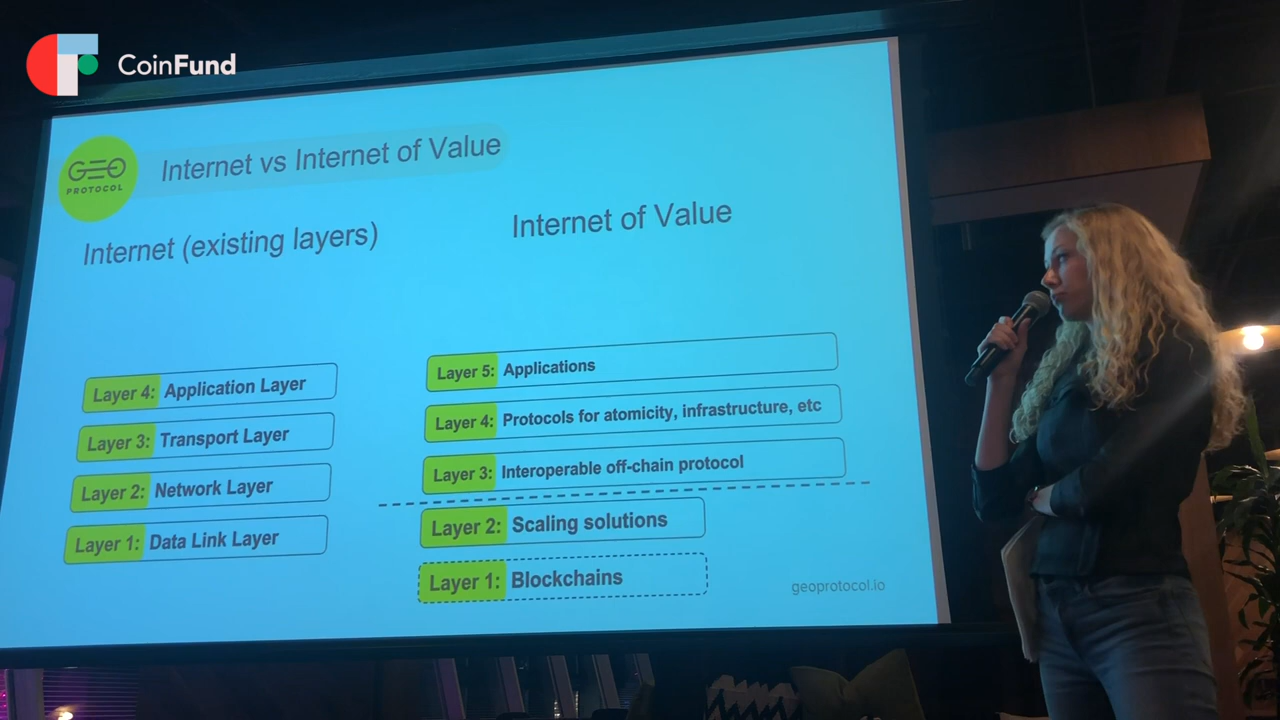 CoinFund
GEO
PROTOCOL
Internet vs Internet of Value
Internet (existing layers)
Layer 4: Application Layer
Layer 3: Transport Layer
Layer 2: Network Layer
Layer 1: Data Link Layer
Internet of Value
Layer 5: Applications
Layer 4: Protocols for atomicity, infrastructure, etc
Layer 3: Interoperable off-chain protocol
Layer 2: Scaling solutions
Layer 1: Blockchains
geoprotocol.io